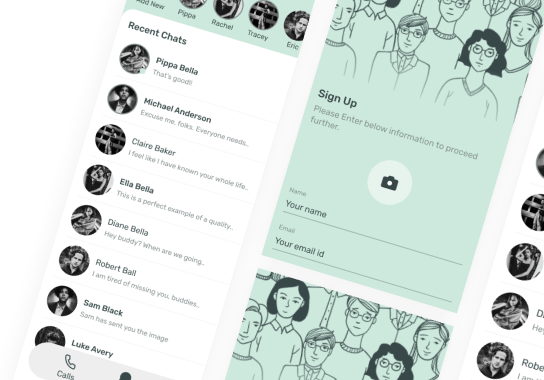 Add New
Pippa
Rachel
Tracey
Eric
Recent Chats
Pippa Bella
That's good!!
Michael Anderson
Excuse me, folks. Everyone needs..
Claire Baker
I feel like I have known your whole life..
Ella Bella
This is a perfect example of a quality..
Diane Bella
Hey buddy? When are we going..
Robert Ball
I am tired of missing you, buddies..
Sam Black
Sam has sent you the image
Luke Avery
Calls
Sign Up
Please Enter below information to proceed
further.
Name
Your name
Email
Your email id
Hey
I am